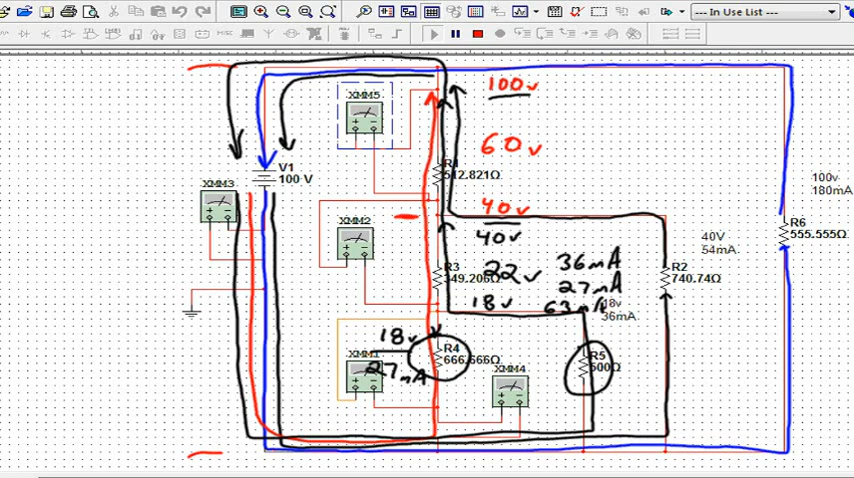 --- In Use List ---
100v
XMM5
60v
R1
512.821Ω
V1
100 V
XMM3
100v
180mA
40v
XMM2
40v
40V
54mA
R6
555.555Ω
R3
349.206Ω
22v
36mA
27mA
63mA
R2
740.74Ω
18v
18v
36mA
18v
R4
666.666Ω
XMM1
27mA
XMM4
R5
500Ω